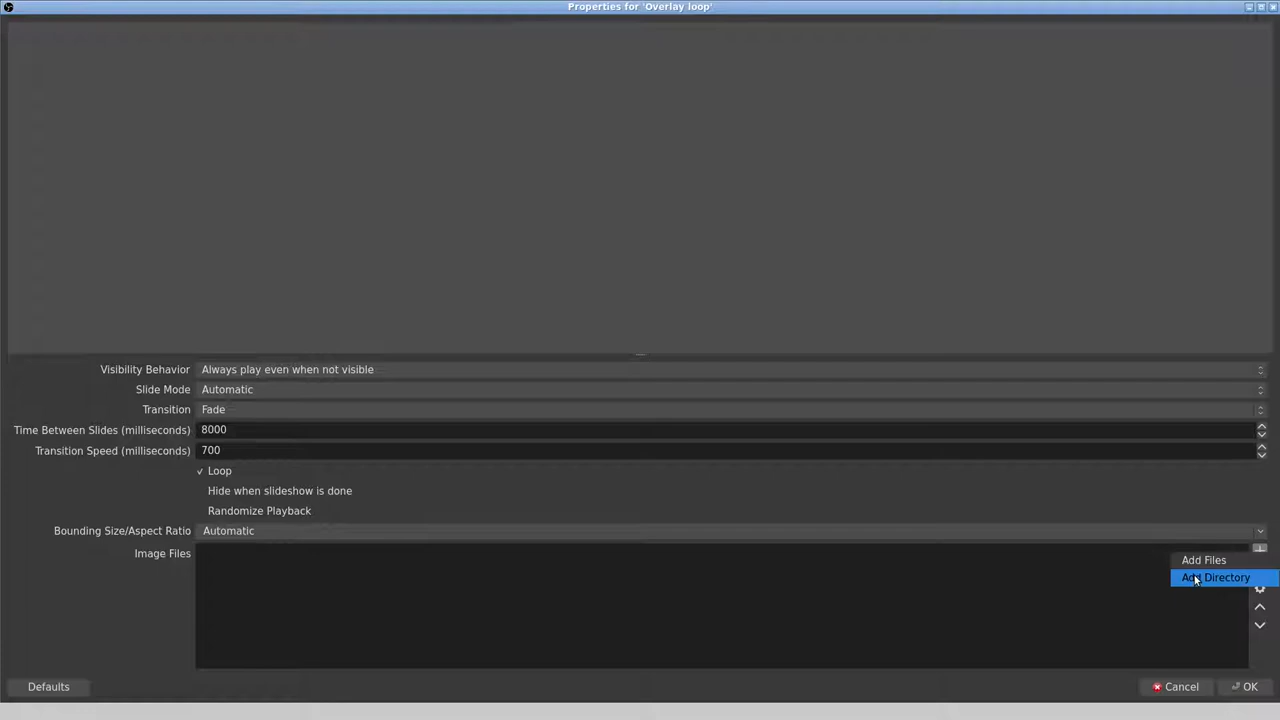 Properties for 'Overlay loop'
Visibility Behavior Always play even when not visible
Slide Mode Automatic
Transition Fade
Time Between Slides (milliseconds) 8000
Transition Speed (milliseconds) 700
✓ Loop
Hide when slideshow is done
Randomize Playback
Bounding Size/Aspect Ratio Automatic
Image Files
Add Files
Add Directory
Defaults Cancel OK